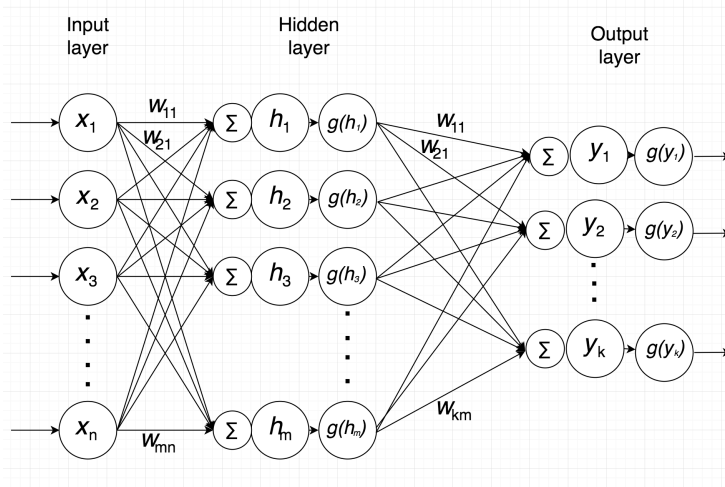 Input
layer
Hidden
layer
Output
layer
x₁ w₁₁ Σ h₁ g(h₁) w₁₁ Σ y₁ g(y₁)
w₂₁ w₂₁
x₂ Σ h₂ g(h₂) Σ y₂ g(y₂)
x₃ Σ h₃ g(h₃)
Σ yₖ g(yₖ)
xₙ wₘₙ Σ hₘ g(hₘ) wₖₘ